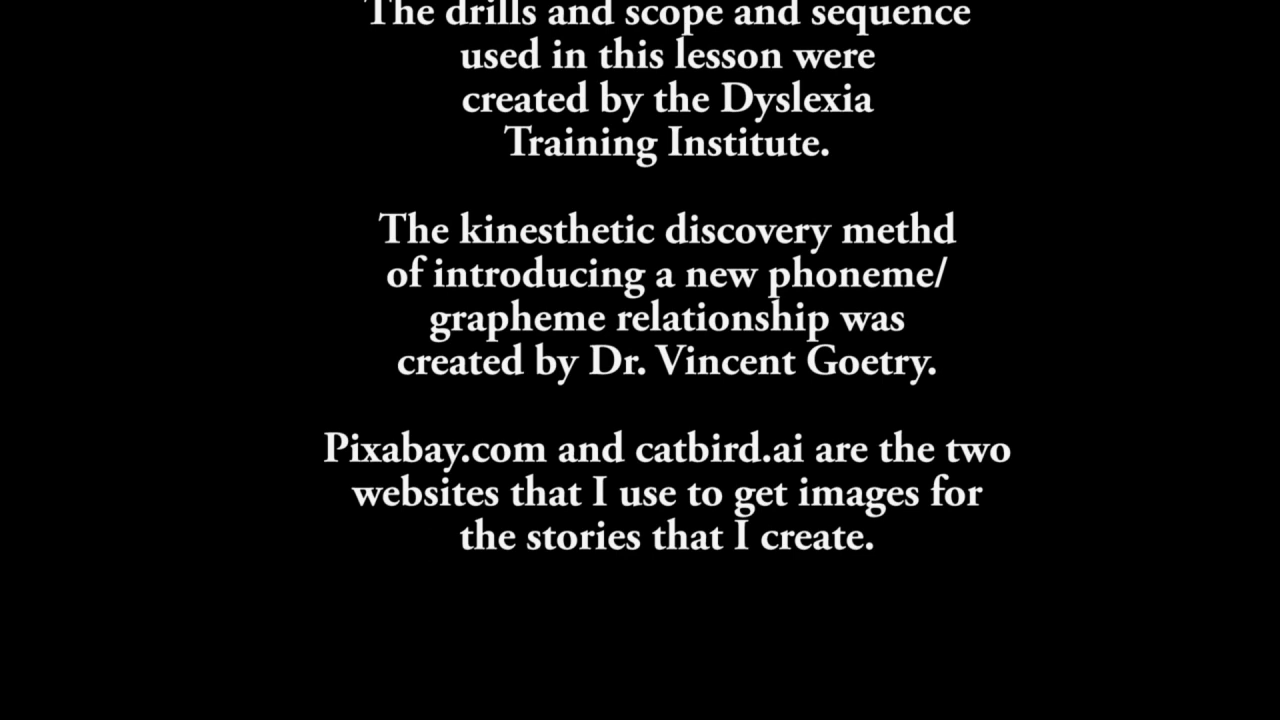 The drills and scope and sequence
used in this lesson were
created by the Dyslexia
Training Institute.
The kinesthetic discovery methd
of introducing a new phoneme/
grapheme relationship was
created by Dr. Vincent Goetry.
Pixabay.com and catbird.ai are the two
websites that I use to get images for
the stories that I create.